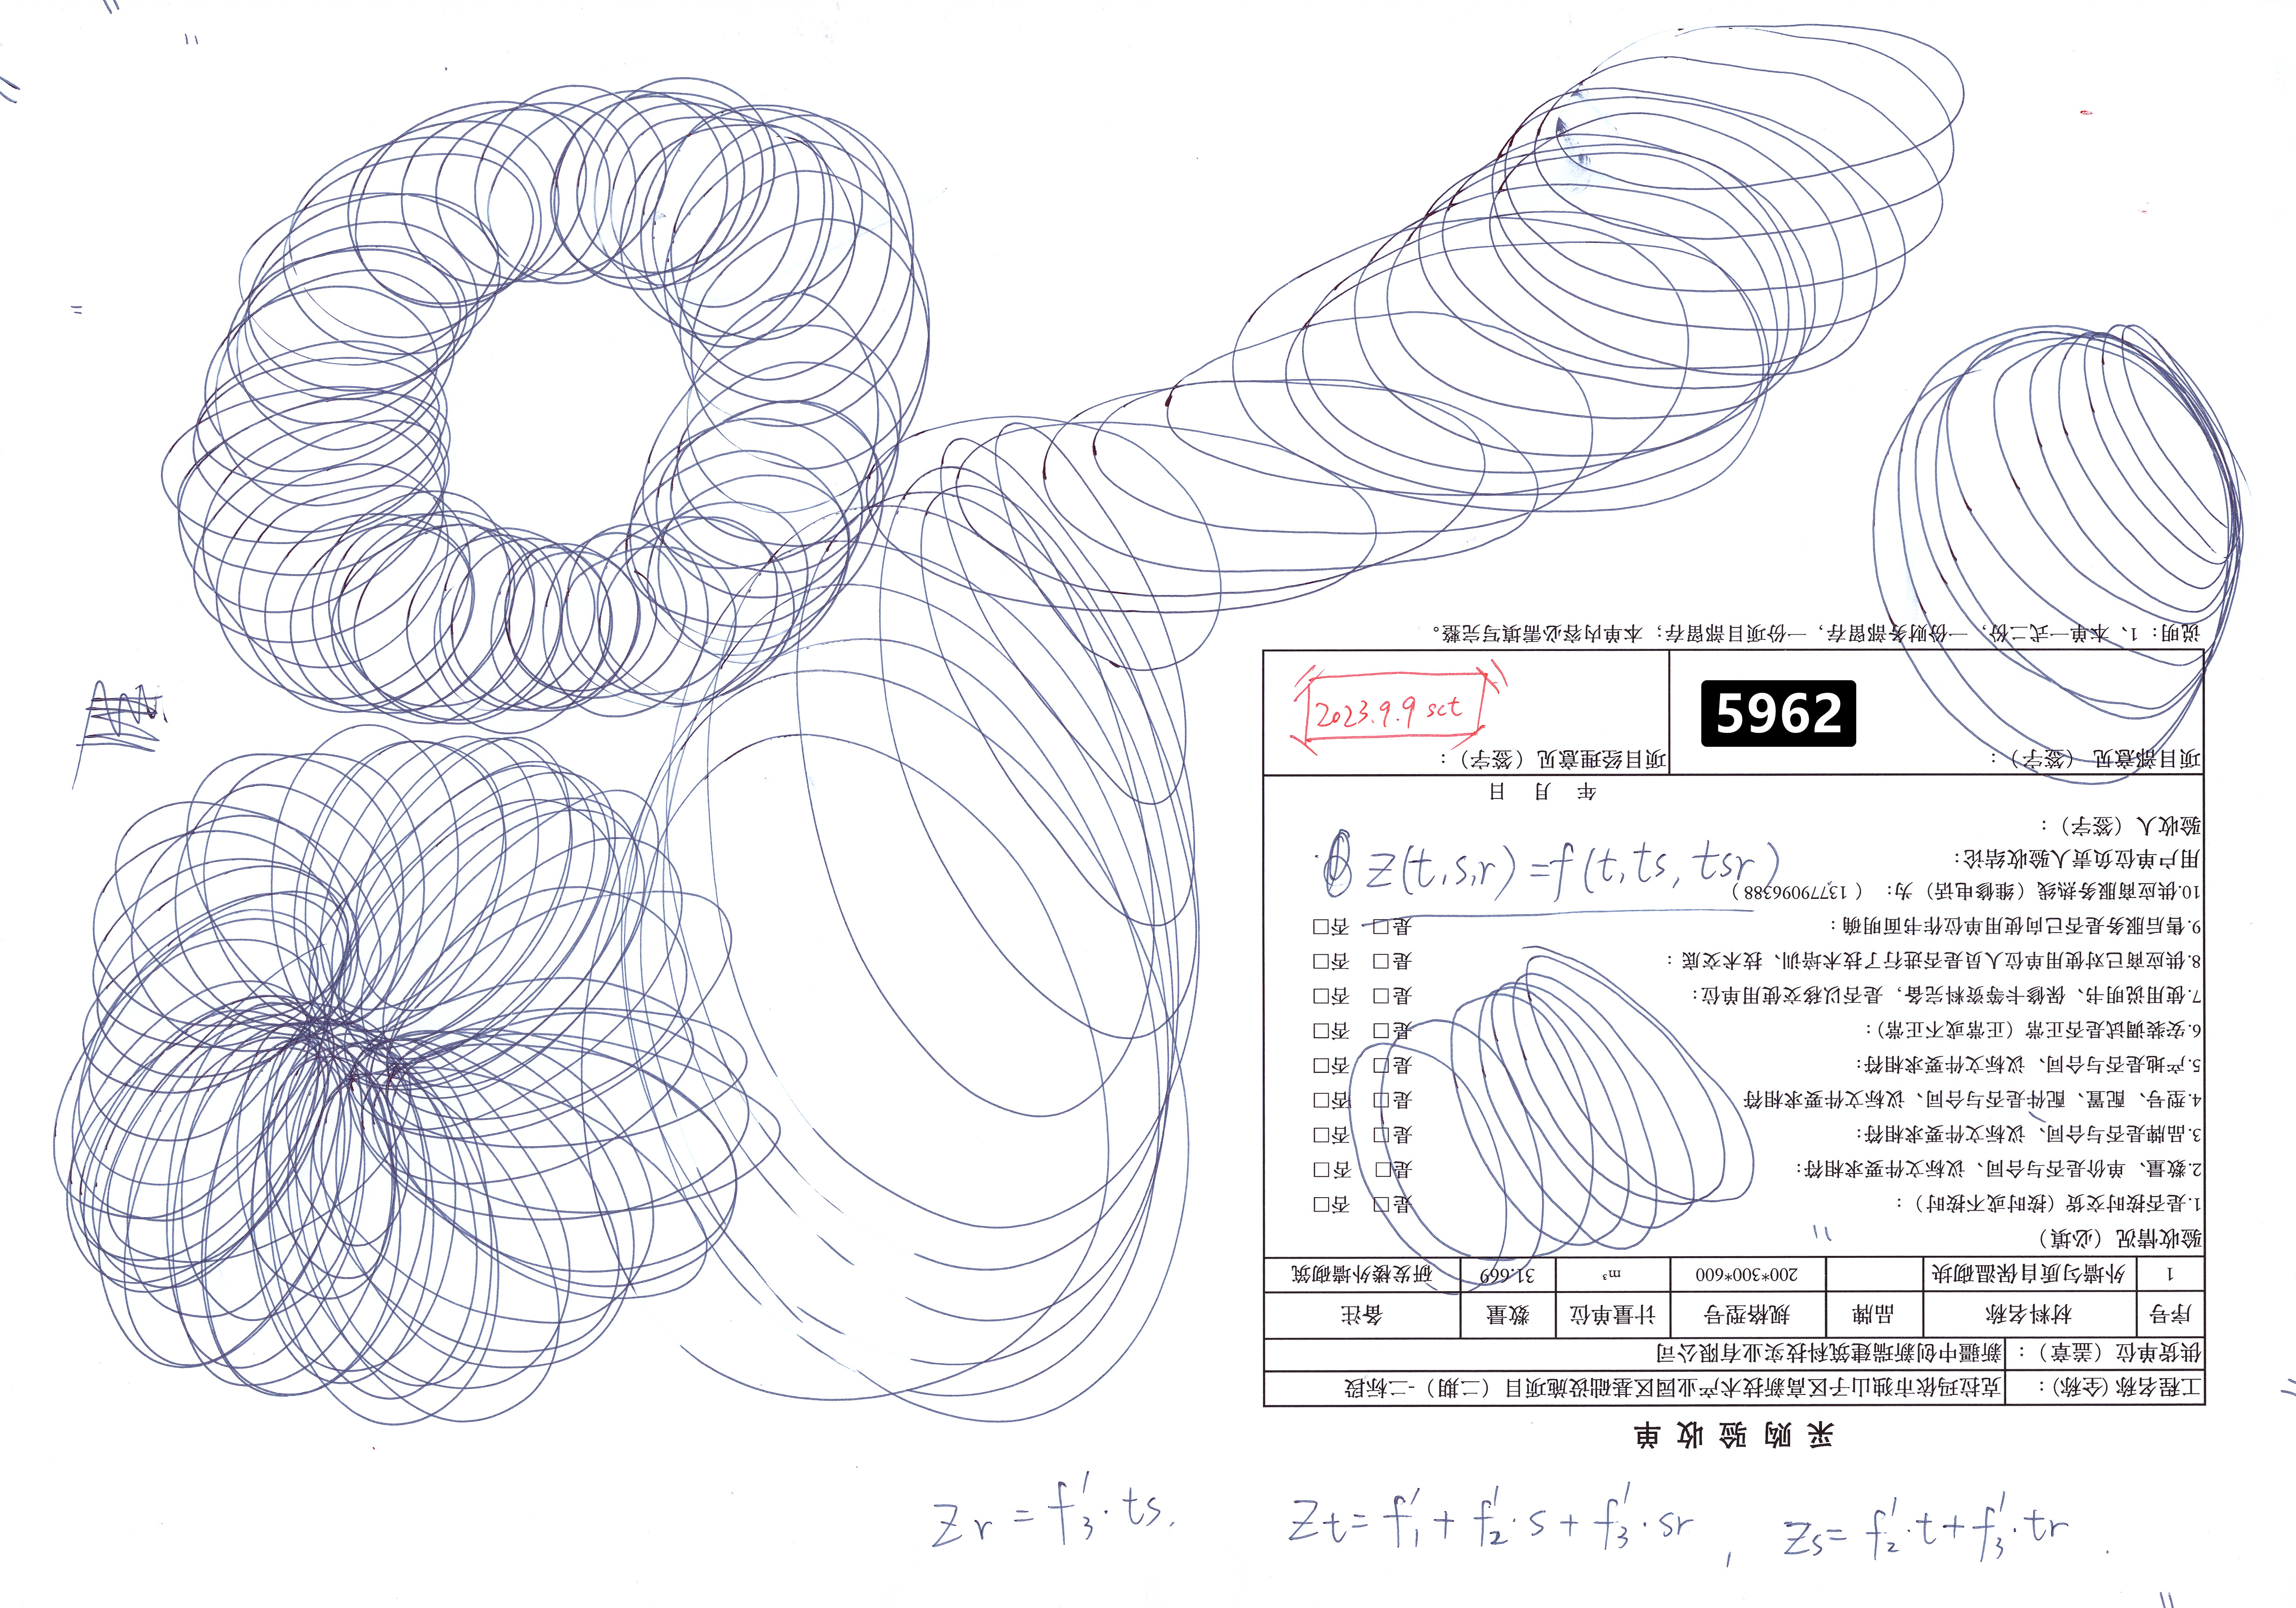 采购验收单
工程名称(全称): 克拉玛依市独山子区高新技术产业园区基础设施项目(二期)-二标段
供货单位(盖章): 新疆中创新瑞建筑科技实业有限公司
序号 材料名称 品牌 规格型号 计量单位 数量 备注
1 外墙匀质自保温砌块 200*300*600 m³ 31.669 研发楼外墙砌筑
验收情况(必填)
1.是否按时交货(按时或不按时): 是□ 否□
2.数量、单价是否与合同、议标文件要求相符: 是□ 否□
3.品牌是否与合同、议标文件要求相符: 是□ 否□
4.型号、配置、配件是否与合同、议标文件要求相符 是□ 否□
5.产地是否与合同、议标文件要求相符: 是□ 否□
6.安装调试是否正常(正常或不正常): 是□ 否□
7.使用说明书、保修卡等资料完备,是否以移交使用单位: 是□ 否□
8.供应商已对使用单位人员是否进行了技术培训、技术交底: 是□ 否□
9.售后服务是否已向使用单位作书面明确: 是□ 否□
10.供应商服务热线(维修电话)为:(13779096388)
用户单位负责人验收结论:
验收人(签字):
年 月 日
项目部意见(签字): 项目经理意见(签字):
说明:1、本单一式二份,一份财务部留存,一份项目部留存;本单内容必需填写完整。
2023.9.9 sct
5962
z(t,s,r)=f(t,ts,tsr)
Zr = f'₃·ts.
Zt= f'₁+f'₂·s+f'₃·sr, Zs= f'₂·t+f'₃·tr.